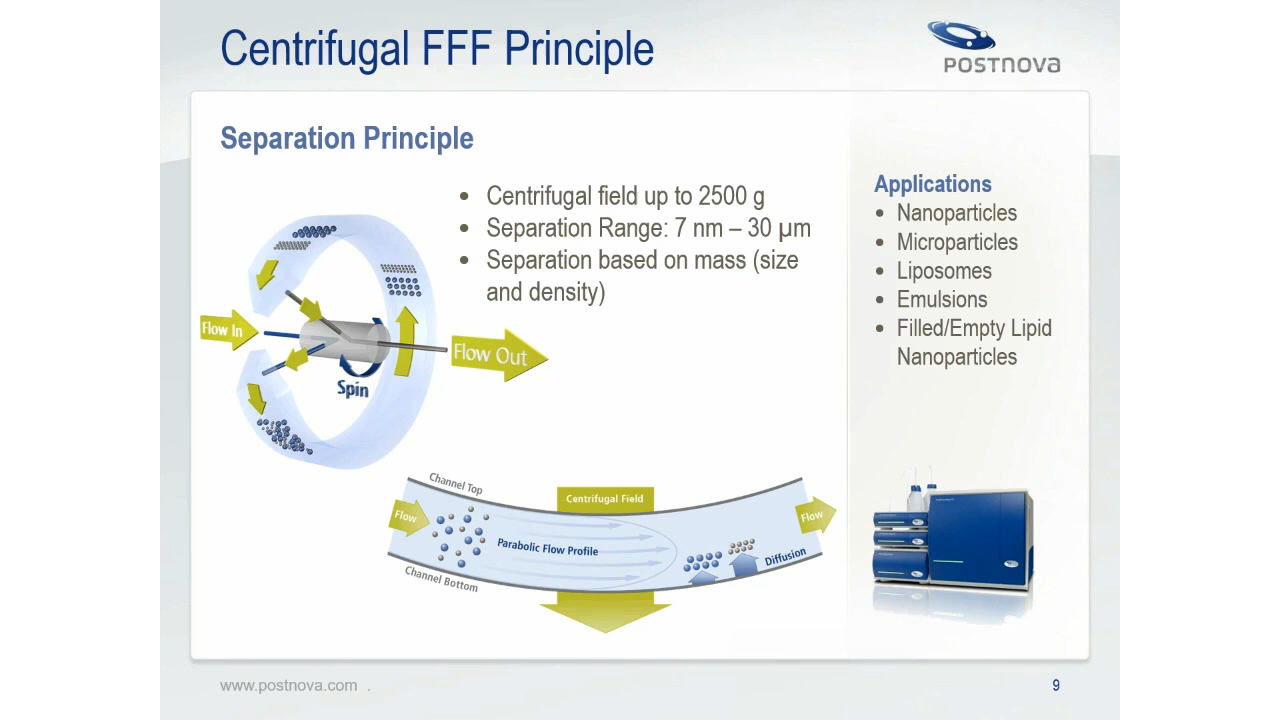 Centrifugal FFF Principle
POSTNOVA
Separation Principle
• Centrifugal field up to 2500 g
• Separation Range: 7 nm – 30 µm
• Separation based on mass (size
and density)
Applications
• Nanoparticles
• Microparticles
• Liposomes
• Emulsions
• Filled/Empty Lipid
Nanoparticles
Flow In
Flow Out
Spin
Channel Top
Centrifugal Field
Flow
Flow
Parabolic Flow Profile
Diffusion
Channel Bottom
www.postnova.com .
9